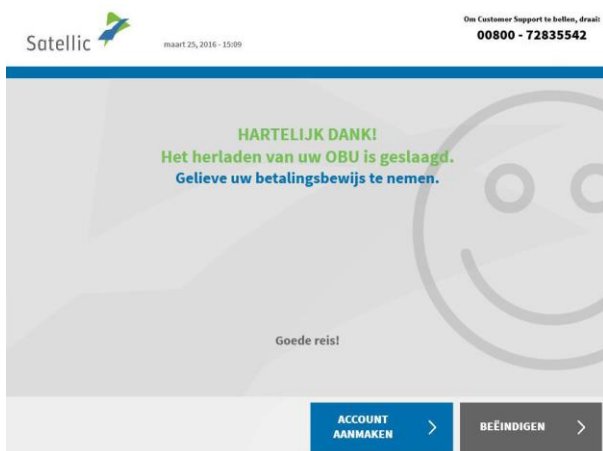 Satellic
maart 25, 2016 - 15:09
Om Customer Support te bellen, draai:
00800 - 72835542
HARTELIJK DANK!
Het herladen van uw OBU is geslaagd.
Gelieve uw betalingsbewijs te nemen.
Goede reis!
ACCOUNT
AANMAKEN
BEËINDIGEN